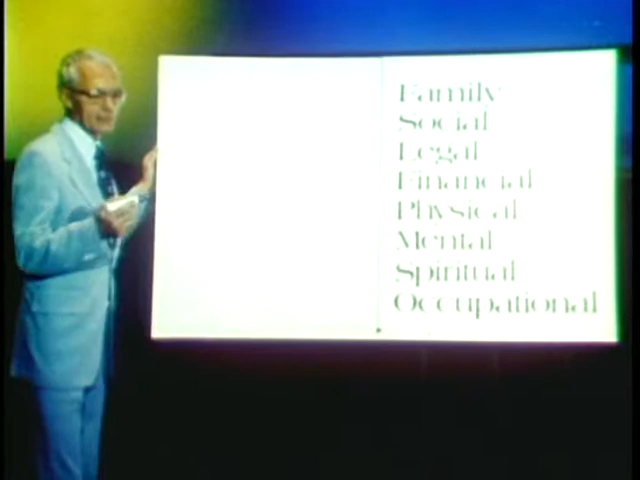 Family
Social
Legal
Financial
Physical
Mental
Spiritual
Occupational